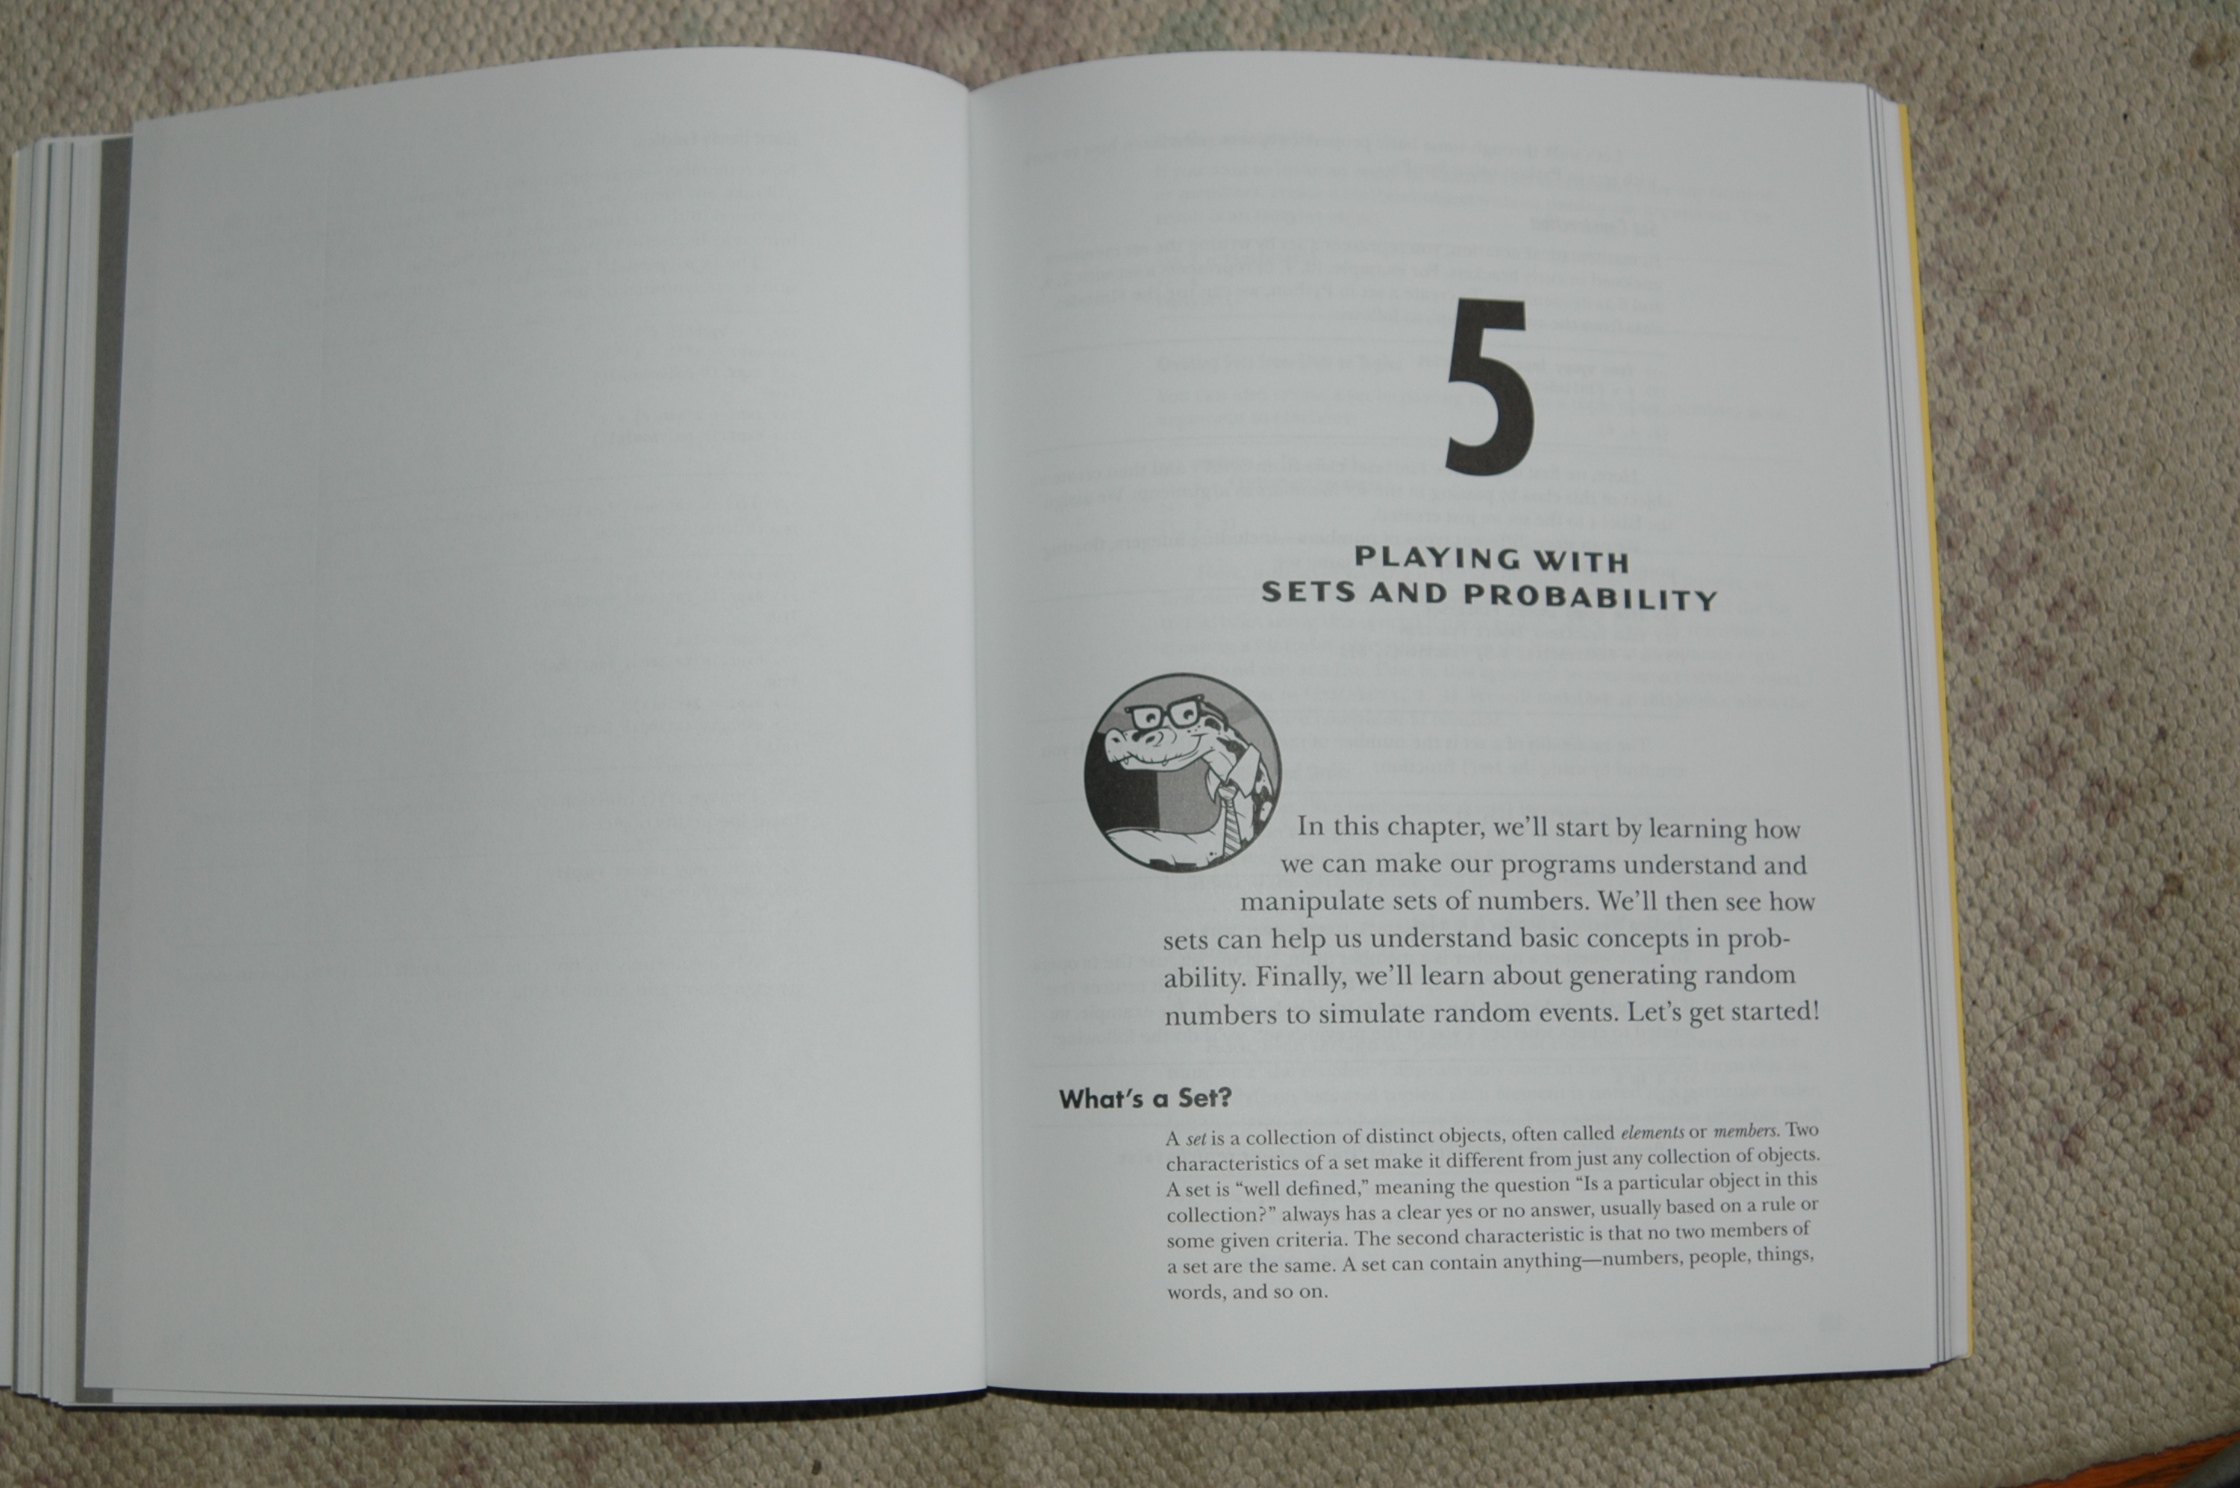 5
PLAYING WITH
SETS AND PROBABILITY
In this chapter, we'll start by learning how
we can make our programs understand and
manipulate sets of numbers. We'll then see how
sets can help us understand basic concepts in prob-
ability. Finally, we'll learn about generating random
numbers to simulate random events. Let's get started!
What's a Set?
A set is a collection of distinct objects, often called elements or members. Two
characteristics of a set make it different from just any collection of objects.
A set is “well defined,” meaning the question “Is a particular object in this
collection?” always has a clear yes or no answer, usually based on a rule or
some given criteria. The second characteristic is that no two members of
a set are the same. A set can contain anything—numbers, people, things,
words, and so on.